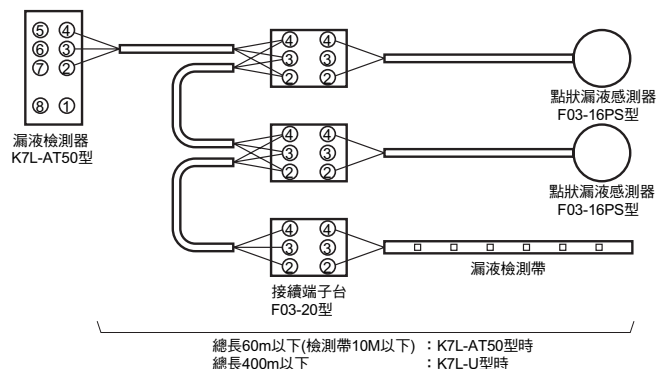 ⑤ ④
⑥ ③
⑦ ②
⑧ ①
漏液檢測器
K7L-AT50型
④ ④
③ ③
② ②
點狀漏液感測器
F03-16PS型
④ ④
③ ③
② ②
點狀漏液感測器
F03-16PS型
④ ④
③ ③
② ②
接續端子台
F03-20型
漏液檢測帶
總長60m以下(檢測帶10M以下) ：K7L-AT50型時
總長400m以下 ：K7L-U型時